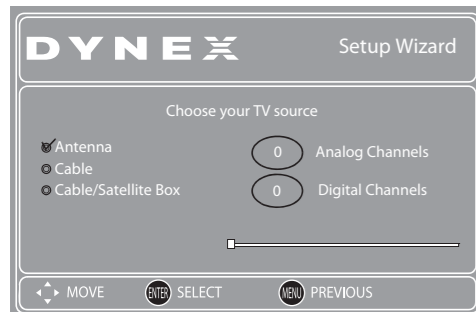 DYNEX
Setup Wizard
Choose your TV source
Antenna
Cable
Cable/Satellite Box
0 Analog Channels
0 Digital Channels
MOVE ENTER SELECT MENU PREVIOUS